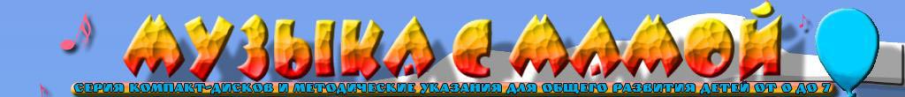 МУЗЫКА С МАМОЙ
СЕРИЯ КОМПАКТ-ДИСКОВ И МЕТОДИЧЕСКИЕ УКАЗАНИЯ ДЛЯ ОБЩЕГО РАЗВИТИЯ ДЕТЕЙ ОТ 0 ДО 7